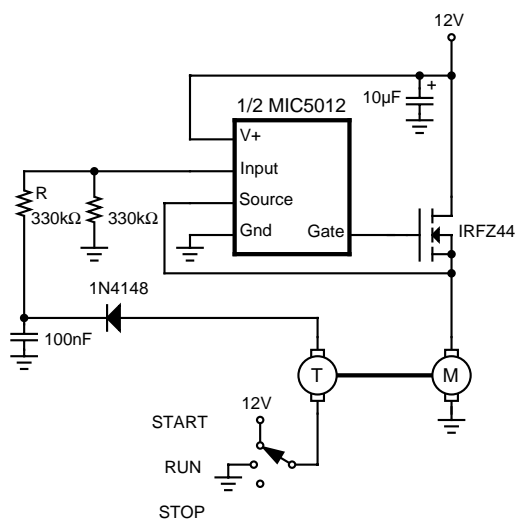 12V
10µF
+
1/2 MIC5012
V+
Input
R
Source
330kΩ
330kΩ
Gnd
Gate
IRFZ44
1N4148
100nF
T
M
12V
START
RUN
STOP